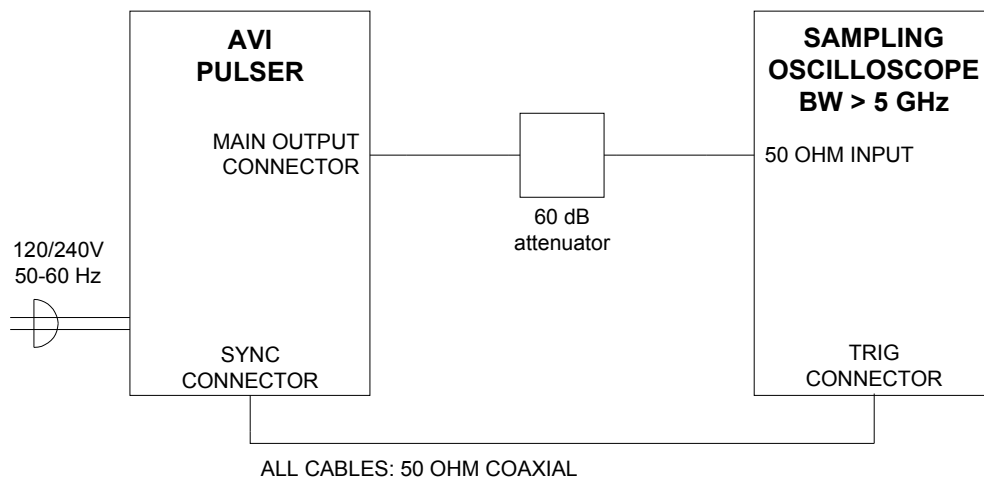 AVI
PULSER
MAIN OUTPUT
CONNECTOR
SYNC
CONNECTOR
120/240V
50-60 Hz
60 dB
attenuator
SAMPLING
OSCILLOSCOPE
BW > 5 GHz
50 OHM INPUT
TRIG
CONNECTOR
ALL CABLES: 50 OHM COAXIAL